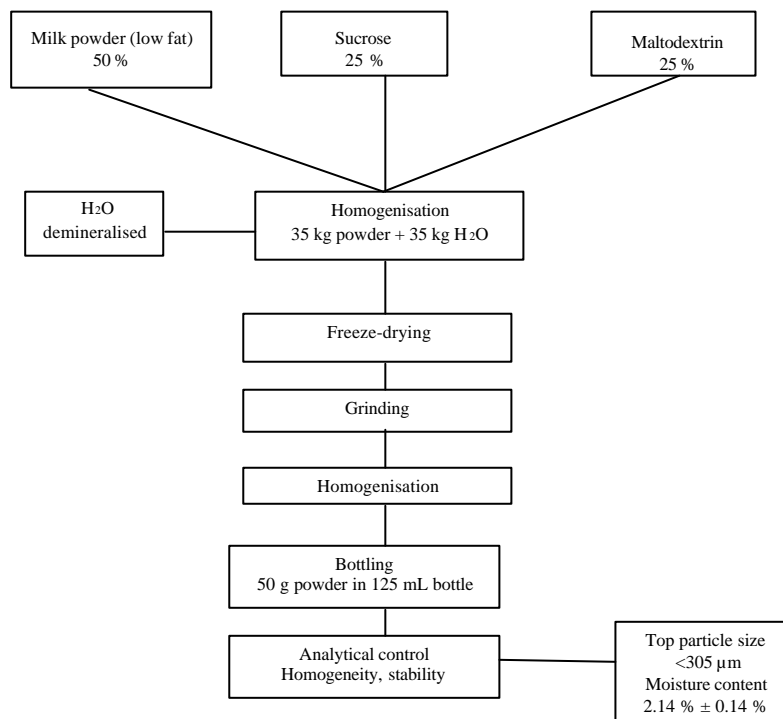 Milk powder (low fat)
50 %
Sucrose
25 %
Maltodextrin
25 %
H2O
demineralised
Homogenisation
35 kg powder + 35 kg H2O
Freeze-drying
Grinding
Homogenisation
Bottling
50 g powder in 125 mL bottle
Analytical control
Homogeneity, stability
Top particle size
<305 µm
Moisture content
2.14 % ± 0.14 %